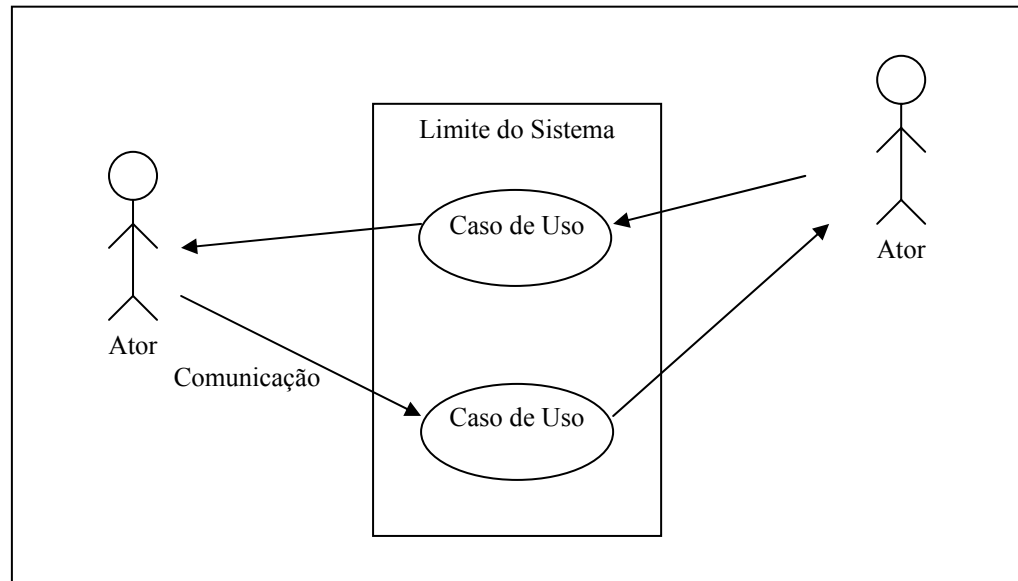 Limite do Sistema
Caso de Uso
Ator
Ator
Comunicação
Caso de Uso